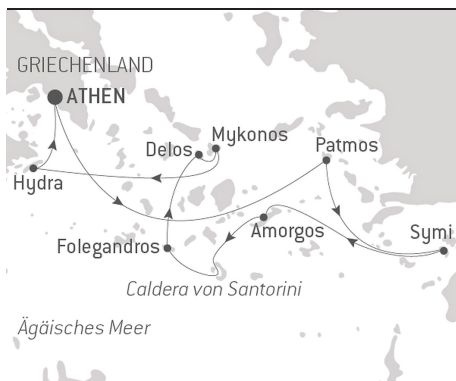 GRIECHENLAND
ATHEN
Mykonos
Delos
Patmos
Hydra
Amorgos
Symi
Folegandros
Caldera von Santorini
Ägäisches Meer